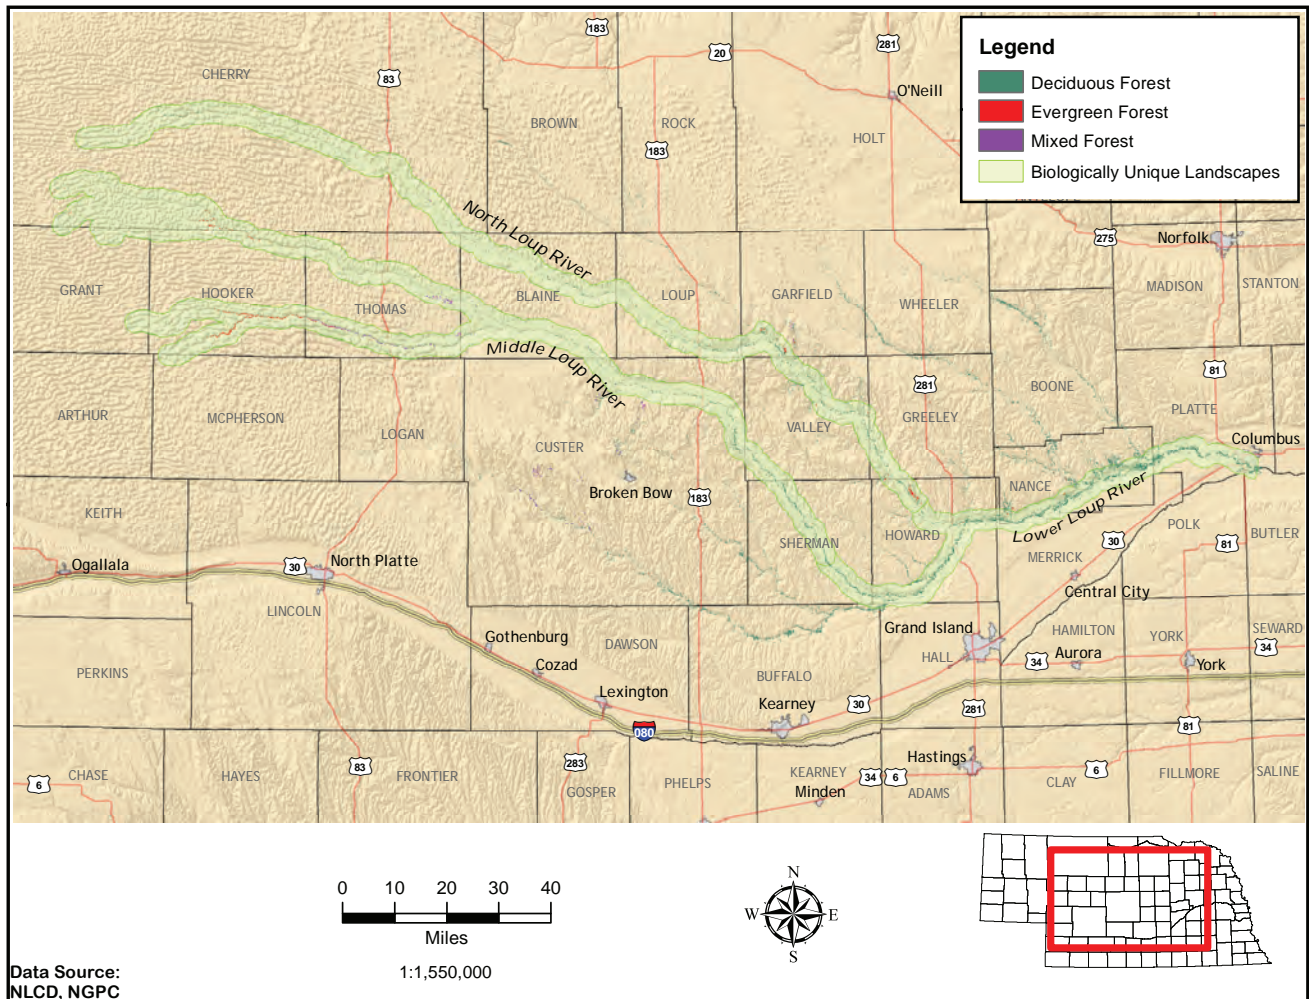 Legend
Deciduous Forest
Evergreen Forest
Mixed Forest
Biologically Unique Landscapes
183
20
281
83
CHERRY
O'Neill
BROWN
ROCK
HOLT
183
North Loup River
275
Norfolk
GRANT
HOOKER
THOMAS
BLAINE
LOUP
GARFIELD
WHEELER
MADISON
STANTON
Middle Loup River
281
81
BOONE
PLATTE
ARTHUR
MCPHERSON
LOGAN
CUSTER
VALLEY
GREELEY
Columbus
Broken Bow
183
NANCE
Lower Loup River
KEITH
SHERMAN
HOWARD
POLK
BUTLER
30
81
MERRICK
Ogallala
30
North Platte
Central City
LINCOLN
Gothenburg
DAWSON
Grand Island
HALL
HAMILTON
YORK
SEWARD
34
Aurora
York
34
PERKINS
Cozad
BUFFALO
Lexington
Kearney
30
281
81
080
CHASE
6
HAYES
83
FRONTIER
283
GOSPER
PHELPS
KEARNEY
Minden
34
6
Hastings
ADAMS
CLAY
6
FILLMORE
SALINE
0 10 20 30 40
Miles
1:1,550,000
N
W E
S
Data Source:
NLCD, NGPC